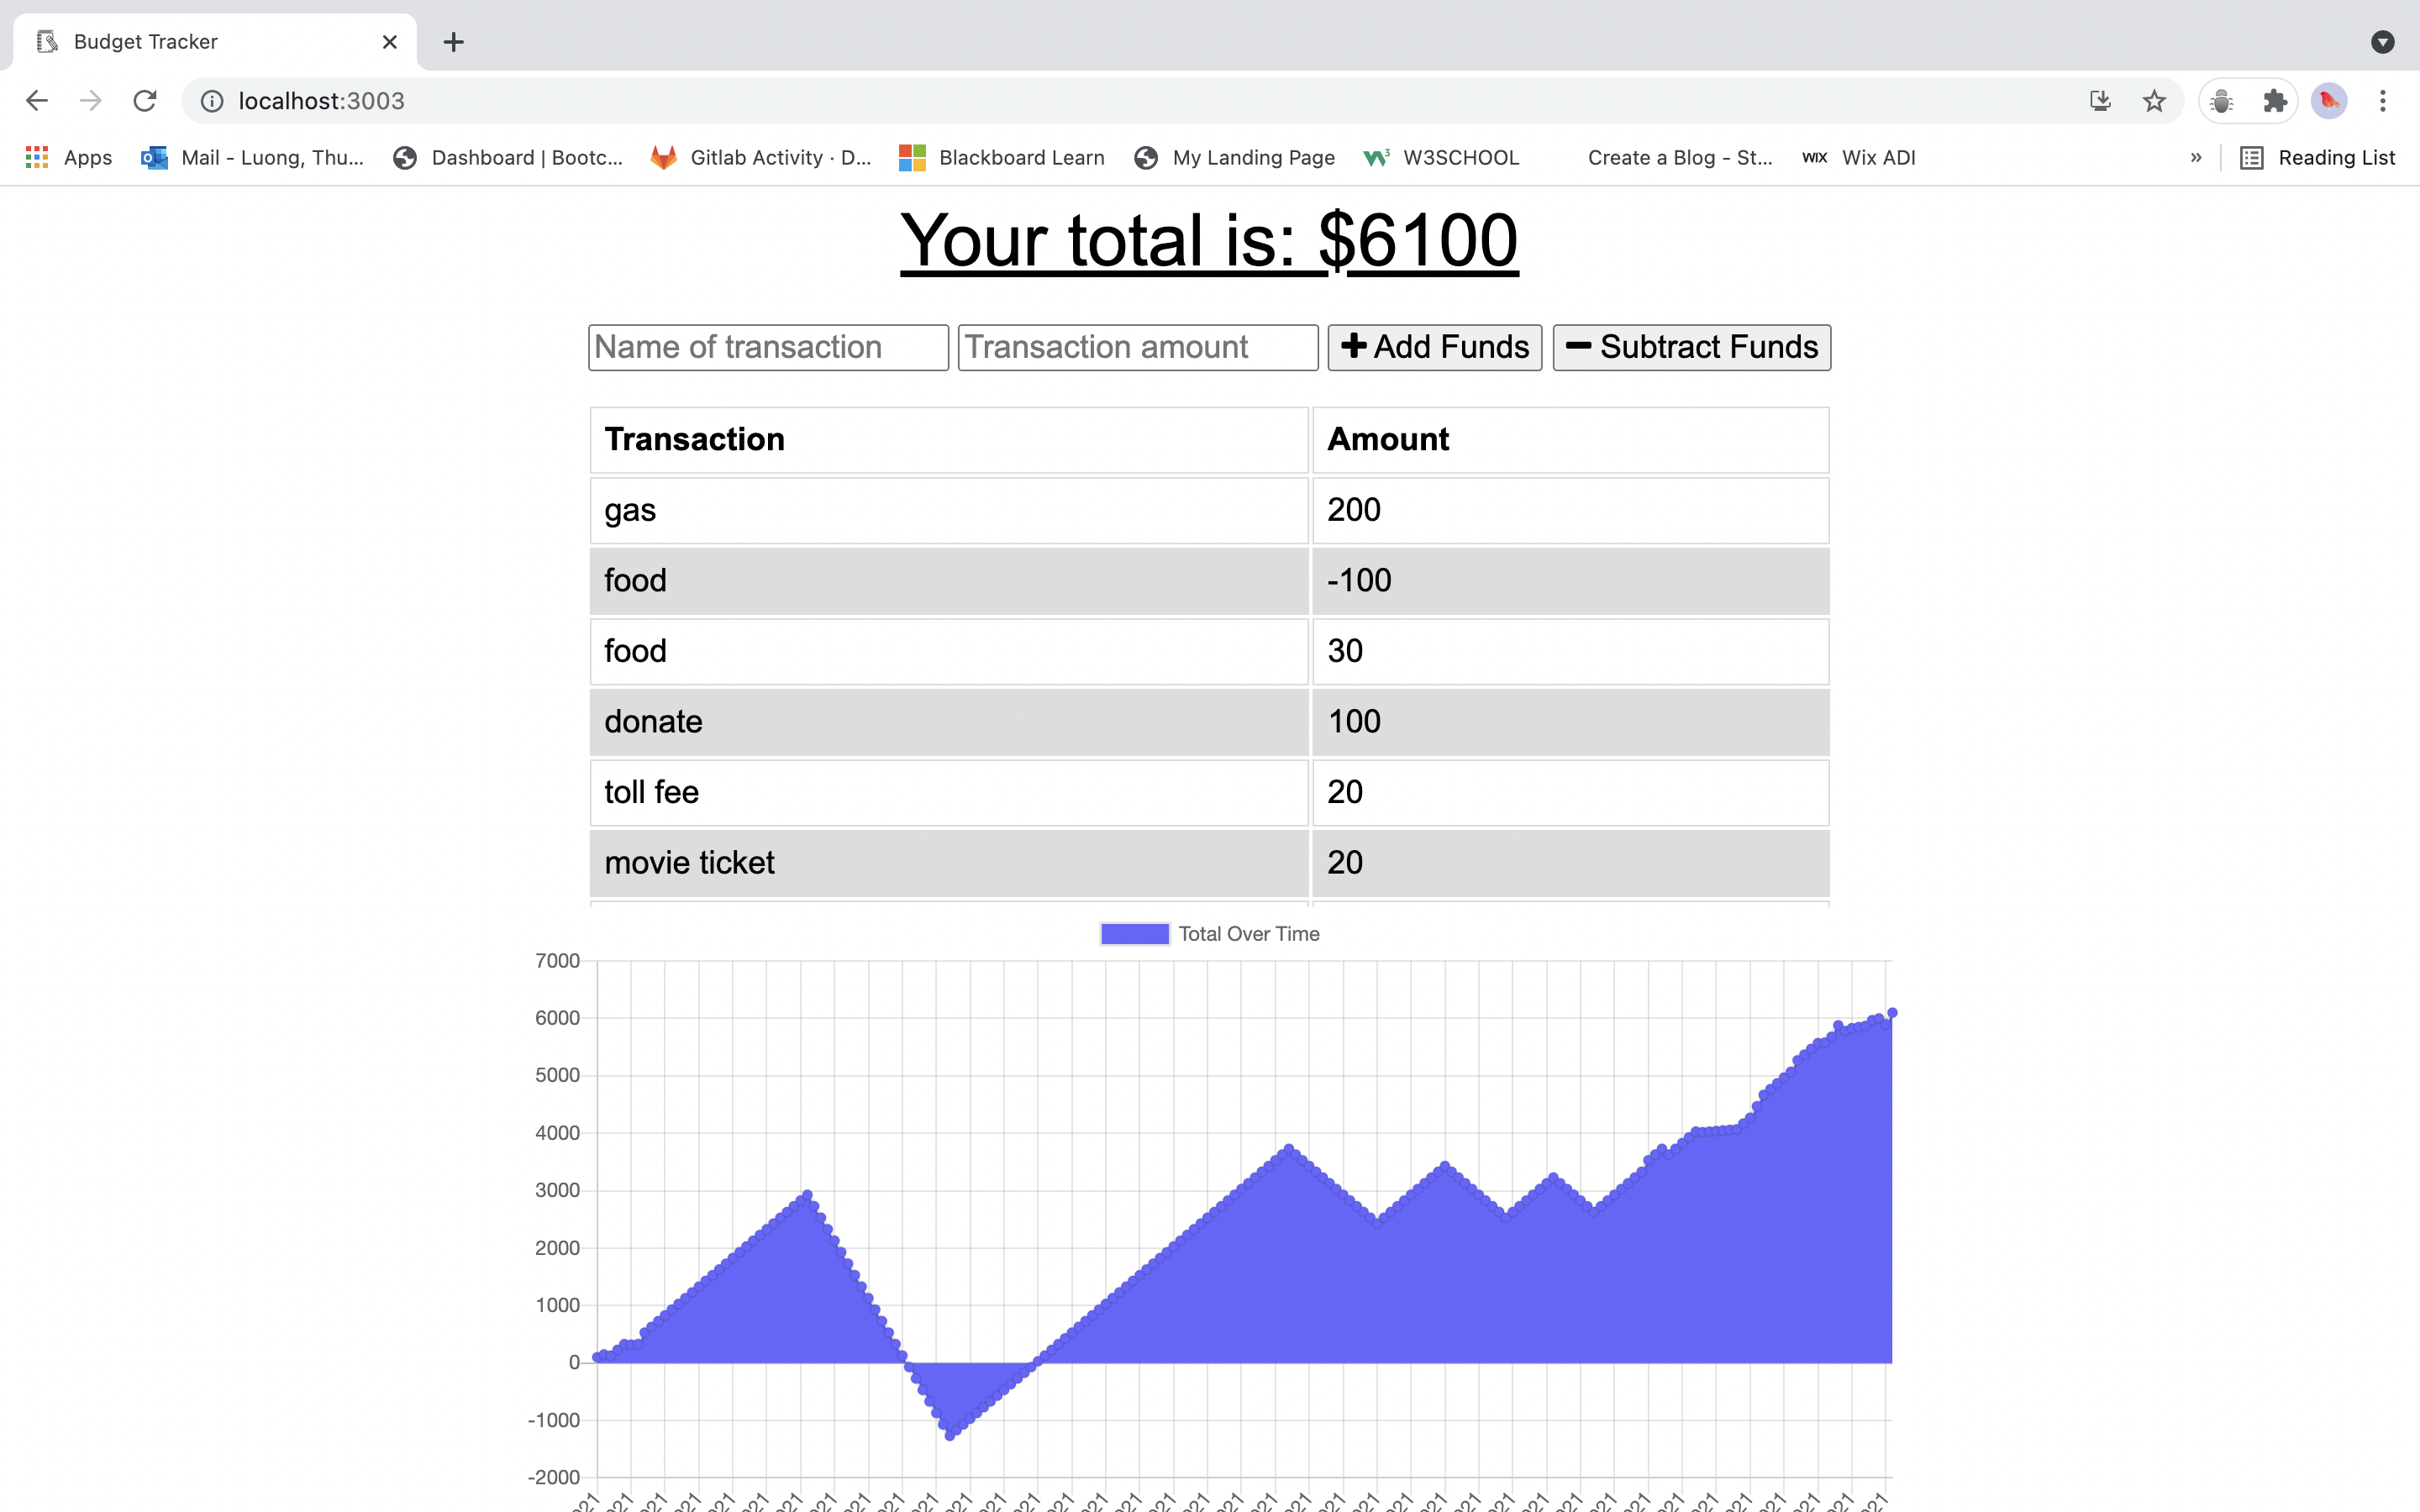 Budget Tracker
localhost:3003
Apps Mail - Luong, Thu... Dashboard | Bootc... Gitlab Activity · D... Blackboard Learn My Landing Page W3SCHOOL Create a Blog - St... WIX Wix ADI » Reading List
Your total is: $6100
Name of transaction Transaction amount Add Funds Subtract Funds
Transaction Amount
gas 200
food -100
food 30
donate 100
toll fee 20
movie ticket 20
Total Over Time
7000
6000
5000
4000
3000
2000
1000
0
-1000
-2000